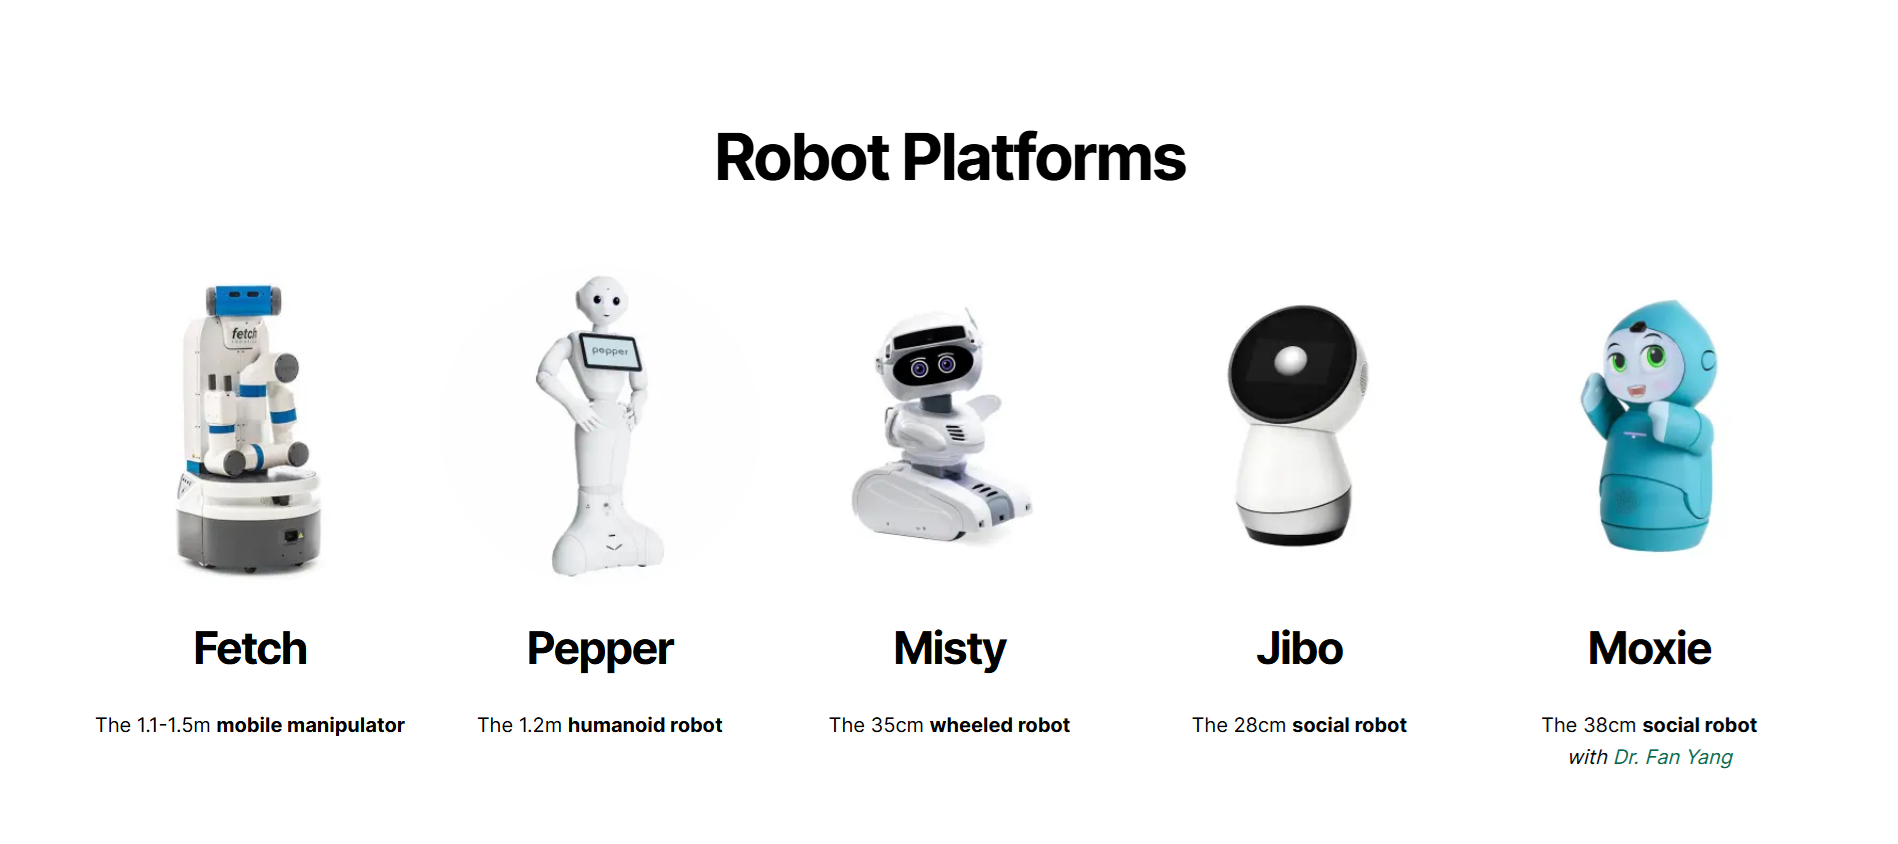 Robot Platforms
fetch
pepper
Fetch
Pepper
Misty
Jibo
Moxie
The 1.1-1.5m mobile manipulator
The 1.2m humanoid robot
The 35cm wheeled robot
The 28cm social robot
The 38cm social robot
with Dr. Fan Yang